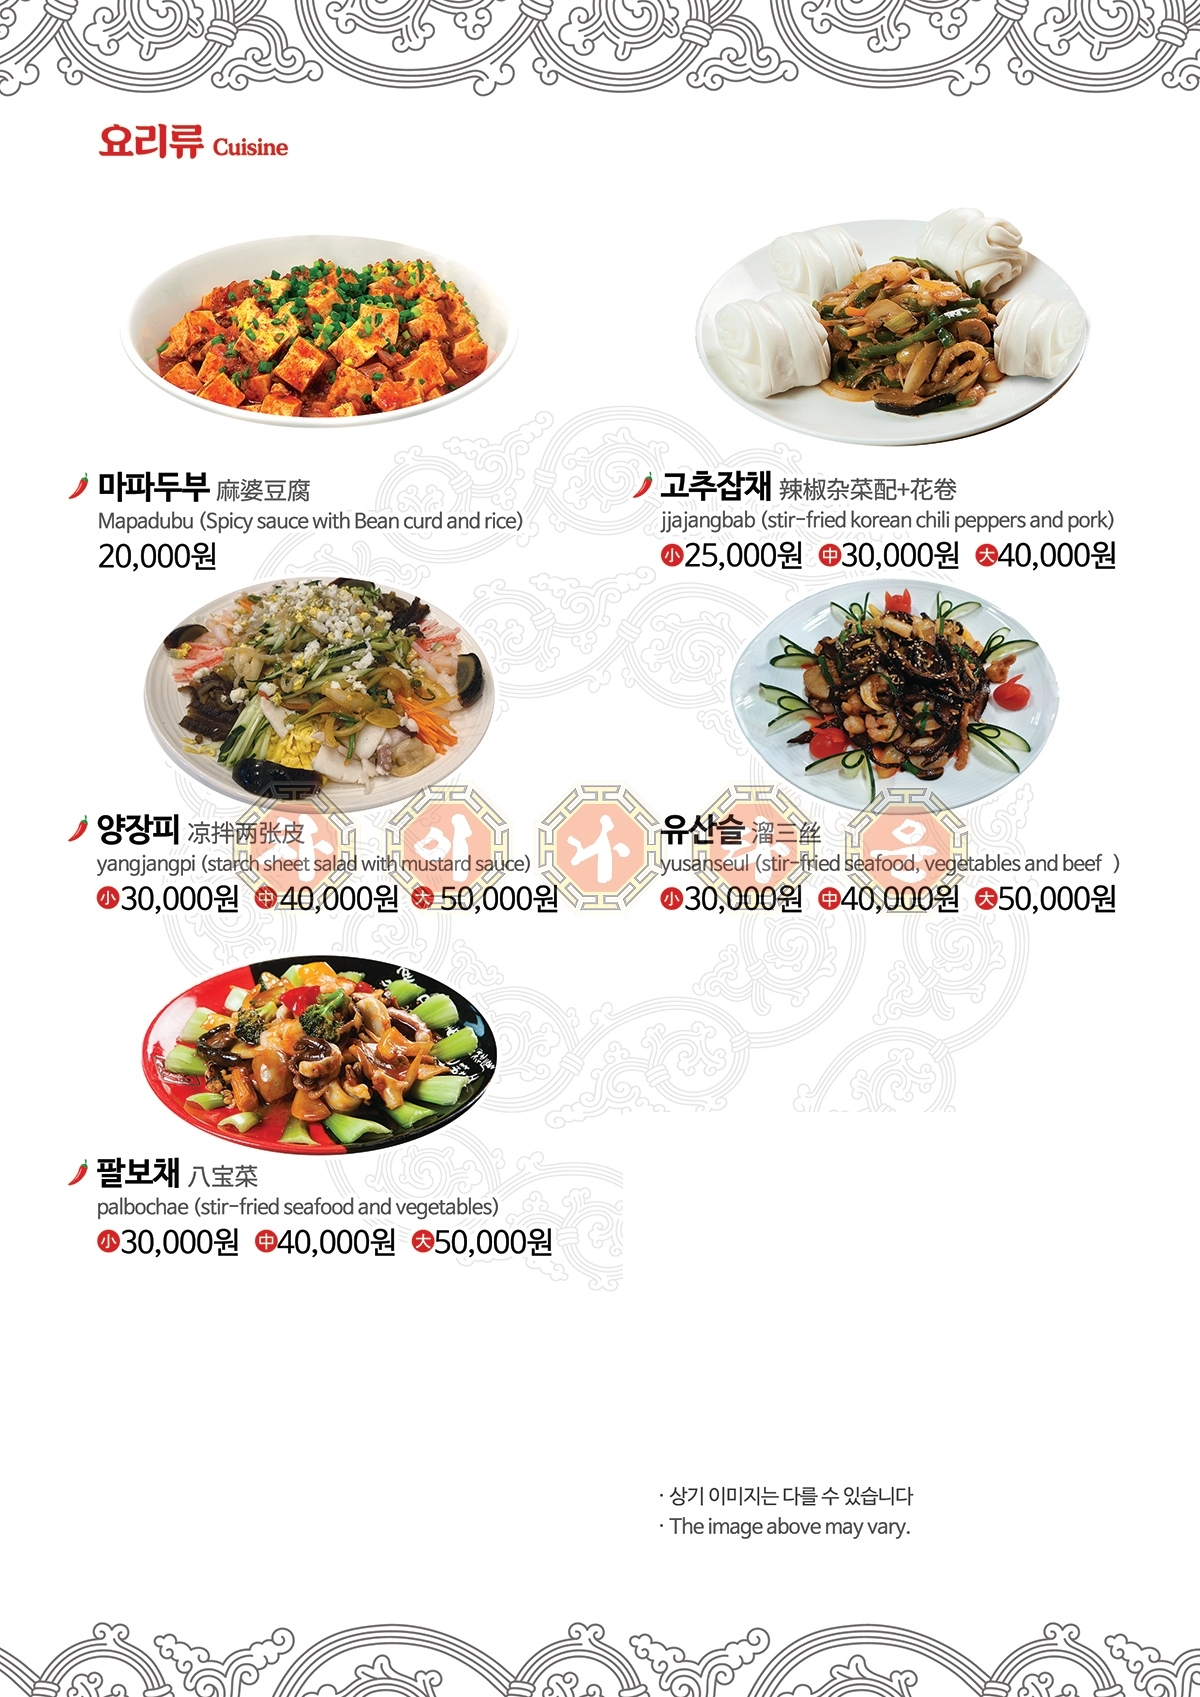 요리류 Cuisine
마파두부 麻婆豆腐
Mapadubu (Spicy sauce with Bean curd and rice)
20,000원
고추잡채 辣椒杂菜配+花卷
jjajangbab (stir-fried korean chili peppers and pork)
小25,000원 中30,000원 大40,000원
양장피 凉拌两张皮
yangjangpi (starch sheet salad with mustard sauce)
小30,000원 中40,000원 大50,000원
유산슬 溜三丝
yusanseul (stir-fried seafood, vegetables and beef )
小30,000원 中40,000원 大50,000원
차이나타운
팔보채 八宝菜
palbochae (stir-fried seafood and vegetables)
小30,000원 中40,000원 大50,000원
· 상기 이미지는 다를 수 있습니다
· The image above may vary.